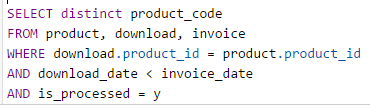 SELECT distinct product_code
FROM product, download, invoice
WHERE download.product_id = product.product_id
AND download_date < invoice_date
AND is_processed = y